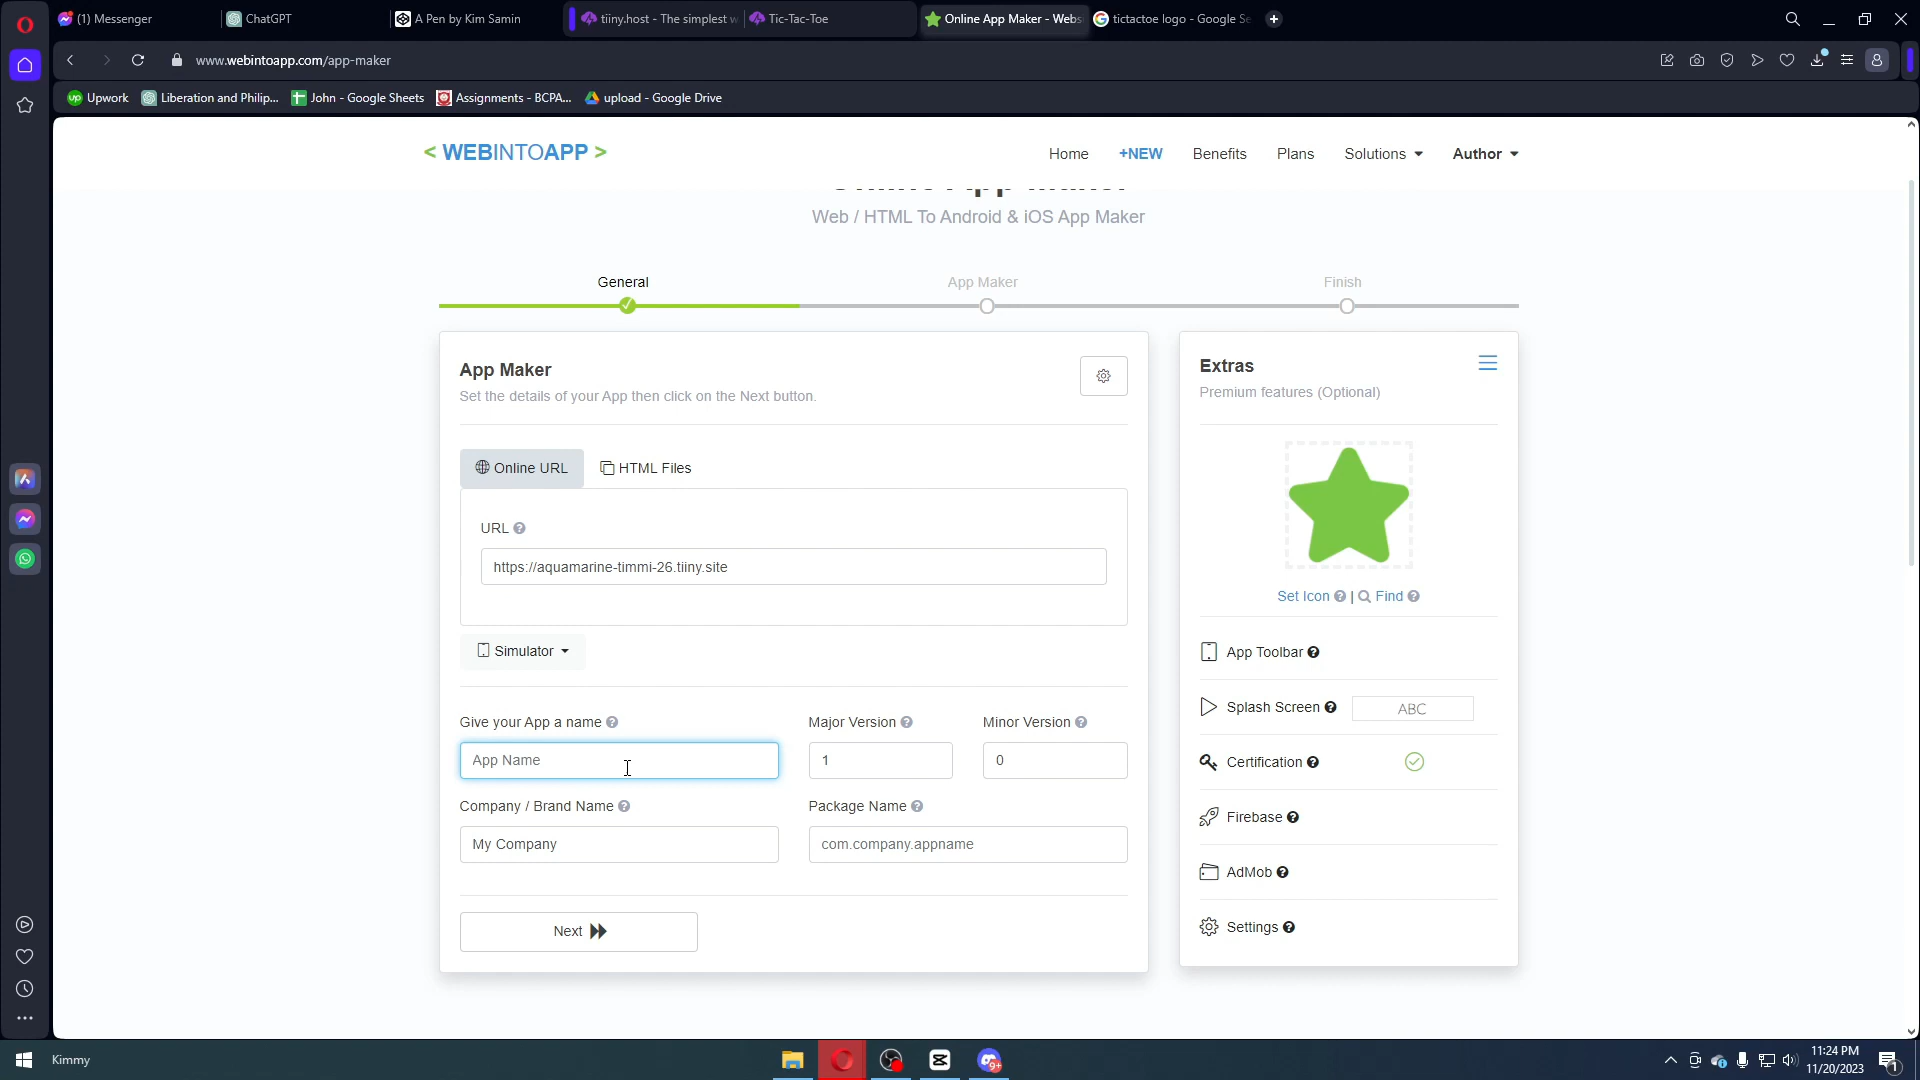 (1) Messenger
ChatGPT
A Pen by Kim Samin
tiiny.host - The simplest w
Tic-Tac-Toe
Online App Maker - Webs
tictactoe logo - Google Se
www.webintoapp.com/app-maker
Upwork
Liberation and Philip...
John - Google Sheets
Assignments - BCPA...
upload - Google Drive
< WEBINTOAPP >
Home
+NEW
Benefits
Plans
Solutions
Author
Web / HTML To Android & iOS App Maker
General
App Maker
Finish
App Maker
Set the details of your App then click on the Next button.
Online URL
HTML Files
URL
https://aquamarine-timmi-26.tiiny.site
Simulator
Give your App a name
Major Version
Minor Version
App Name
1
0
Company / Brand Name
Package Name
My Company
com.company.appname
Next
Extras
Premium features (Optional)
Set Icon | Find
App Toolbar
Splash Screen
ABC
Certification
Firebase
AdMob
Settings
Kimmy
9+
11:24 PM
11/20/2023
1